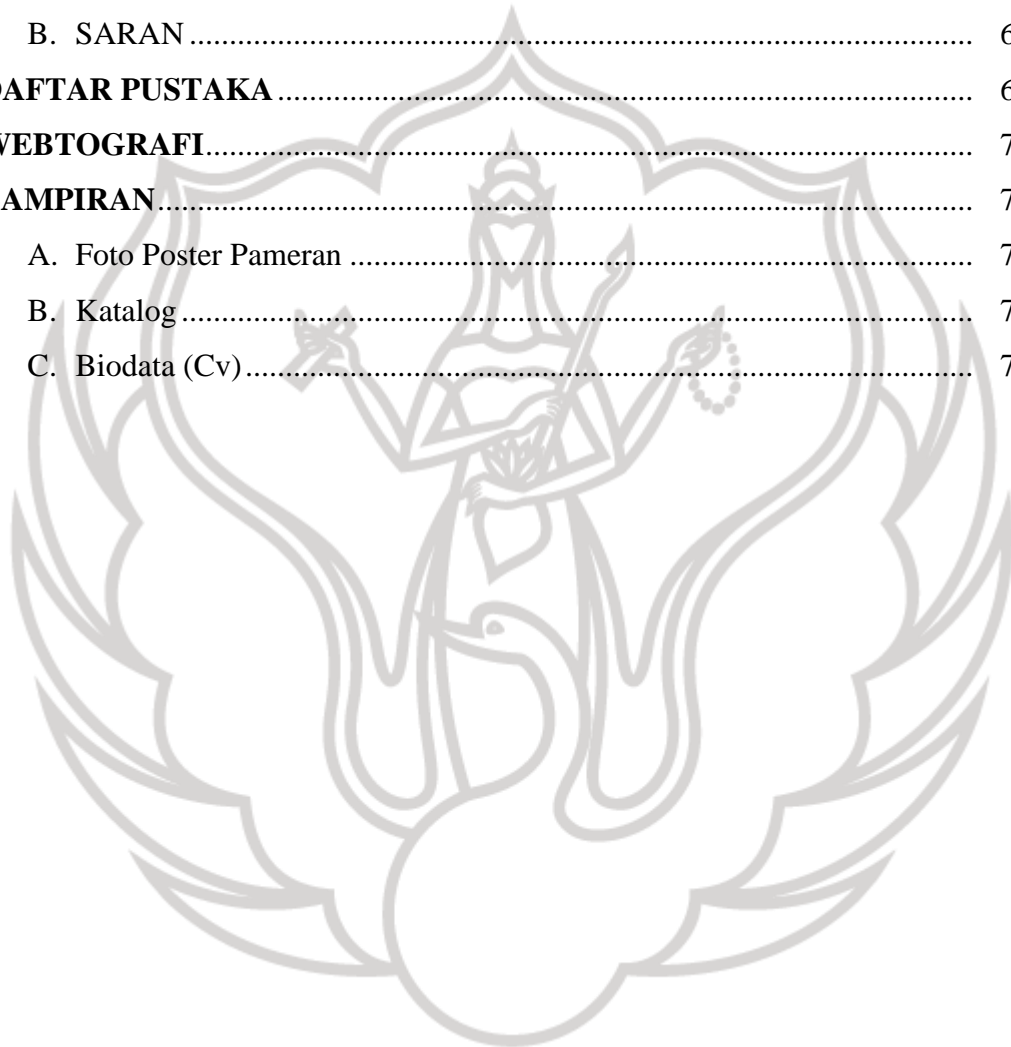 B. SARAN ........................................................................ 6
AFTAR PUSTAKA ........................................................................ 6
EBTOGRAFI ........................................................................ 7
AMPIRAN ........................................................................ 7
A. Foto Poster Pameran ........................................................................ 7
B. Katalog ........................................................................ 7
C. Biodata (Cv) ........................................................................ 7